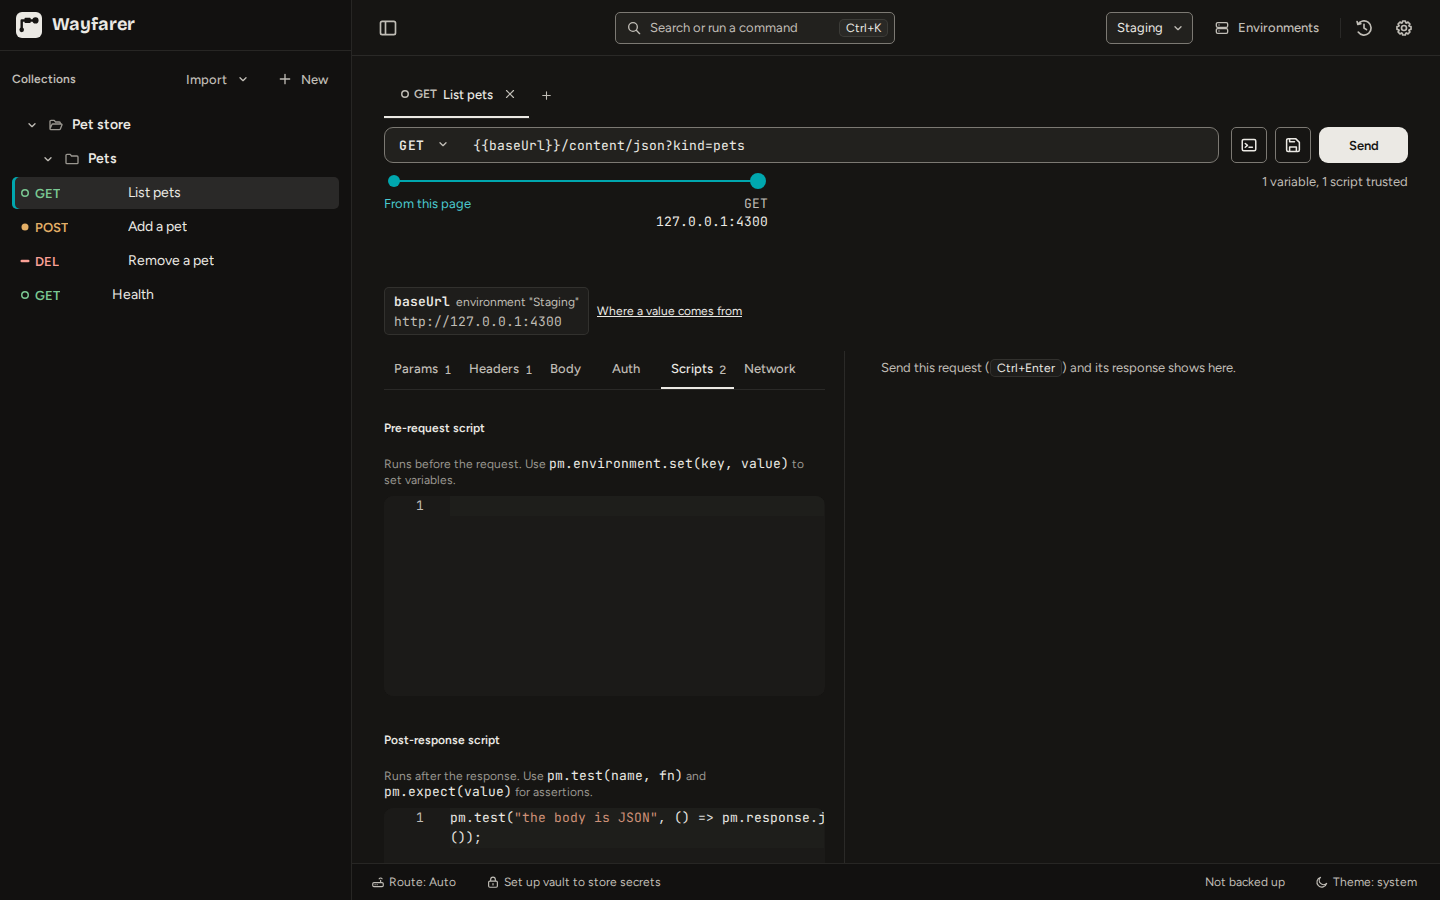 Wayfarer
Search or run a command Ctrl+K
Staging
Environments
Collections
Import
New
Pet store
Pets
GET List pets
POST Add a pet
DEL Remove a pet
GET Health
GET List pets
GET {{baseUrl}}/content/json?kind=pets
Send
1 variable, 1 script trusted
From this page
GET
127.0.0.1:4300
baseUrl environment "Staging"
http://127.0.0.1:4300
Where a value comes from
Params 1 Headers 1 Body Auth Scripts 2 Network
Send this request (Ctrl+Enter) and its response shows here.
Pre-request script
Runs before the request. Use pm.environment.set(key, value) to
set variables.
1
Post-response script
Runs after the response. Use pm.test(name, fn) and
pm.expect(value) for assertions.
1 pm.test("the body is JSON", () => pm.response.j
());
Route: Auto
Set up vault to store secrets
Not backed up
Theme: system